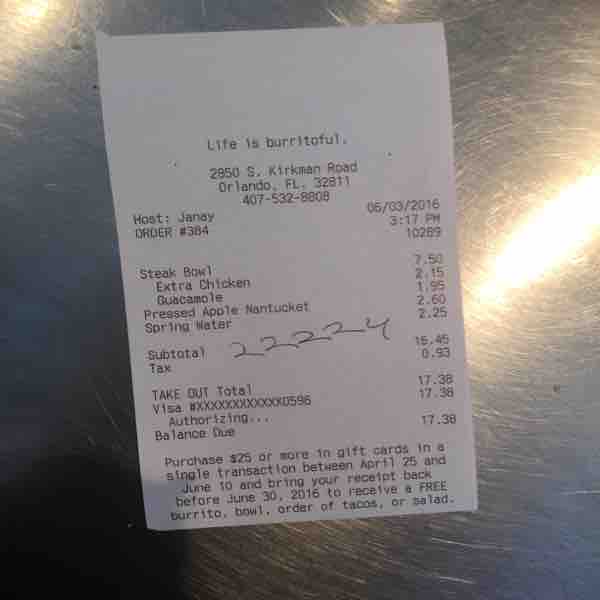 Life is burritoful.
2850 S. Kirkman Road
Orlando, FL. 32811
407-532-8808
Host: Janay 06/03/2016
ORDER #384 3:17 PM
10289
Steak Bowl 7.50
Extra Chicken 2.15
Guacamole 1.95
Pressed Apple Nantucket 2.60
Spring Water 2.25
22224
Subtotal 16.45
Tax 0.93
TAKE OUT Total 17.38
Visa #XXXXXXXXXXXX0596 17.38
Authorizing...
Balance Due 17.38
Purchase $25 or more in gift cards in a
single transaction between April 25 and
June 10 and bring your receipt back
before June 30, 2016 to receive a FREE
burrito, bowl, order of tacos, or salad.